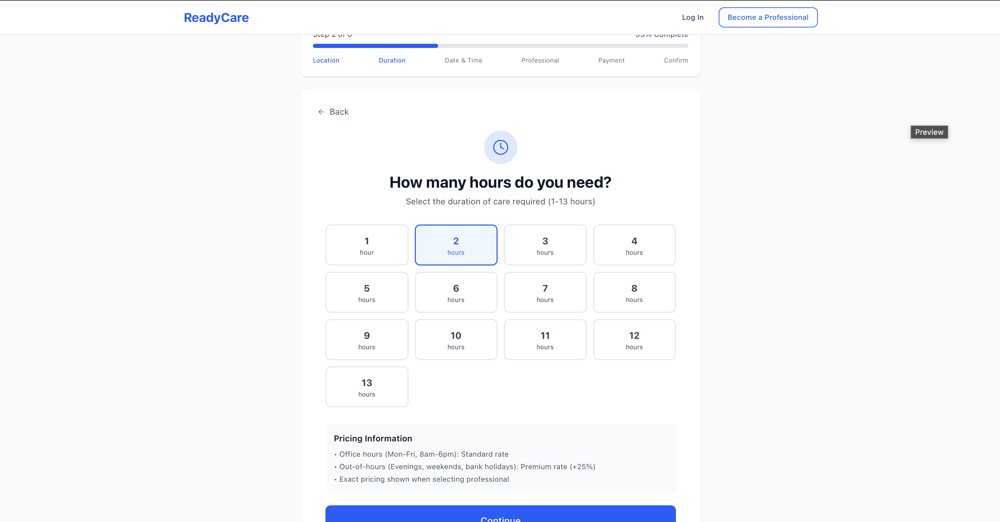 ReadyCare
Log In
Become a Professional
Step 2 of 6
33% Complete
Location
Duration
Date & Time
Professional
Payment
Confirm
Back
Preview
How many hours do you need?
Select the duration of care required (1-13 hours)
1
hour
2
hours
3
hours
4
hours
5
hours
6
hours
7
hours
8
hours
9
hours
10
hours
11
hours
12
hours
13
hours
Pricing Information
• Office hours (Mon-Fri, 8am-6pm): Standard rate
• Out-of-hours (Evenings, weekends, bank holidays): Premium rate (+25%)
• Exact pricing shown when selecting professional
Continue